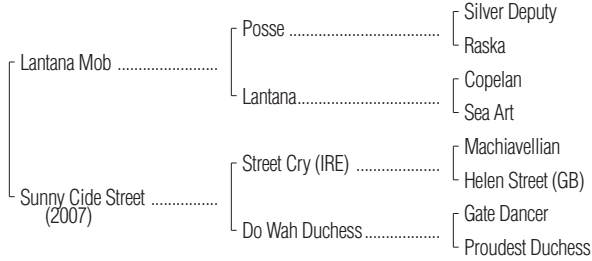 Silver Deputy
Posse ..............................
Raska
Lantana Mob ........................
Copelan
Lantana..............................
Sea Art
Machiavellian
Street Cry (IRE) .................
Helen Street (GB)
Sunny Cide Street ................
(2007)
Gate Dancer
Do Wah Duchess..................
Proudest Duchess